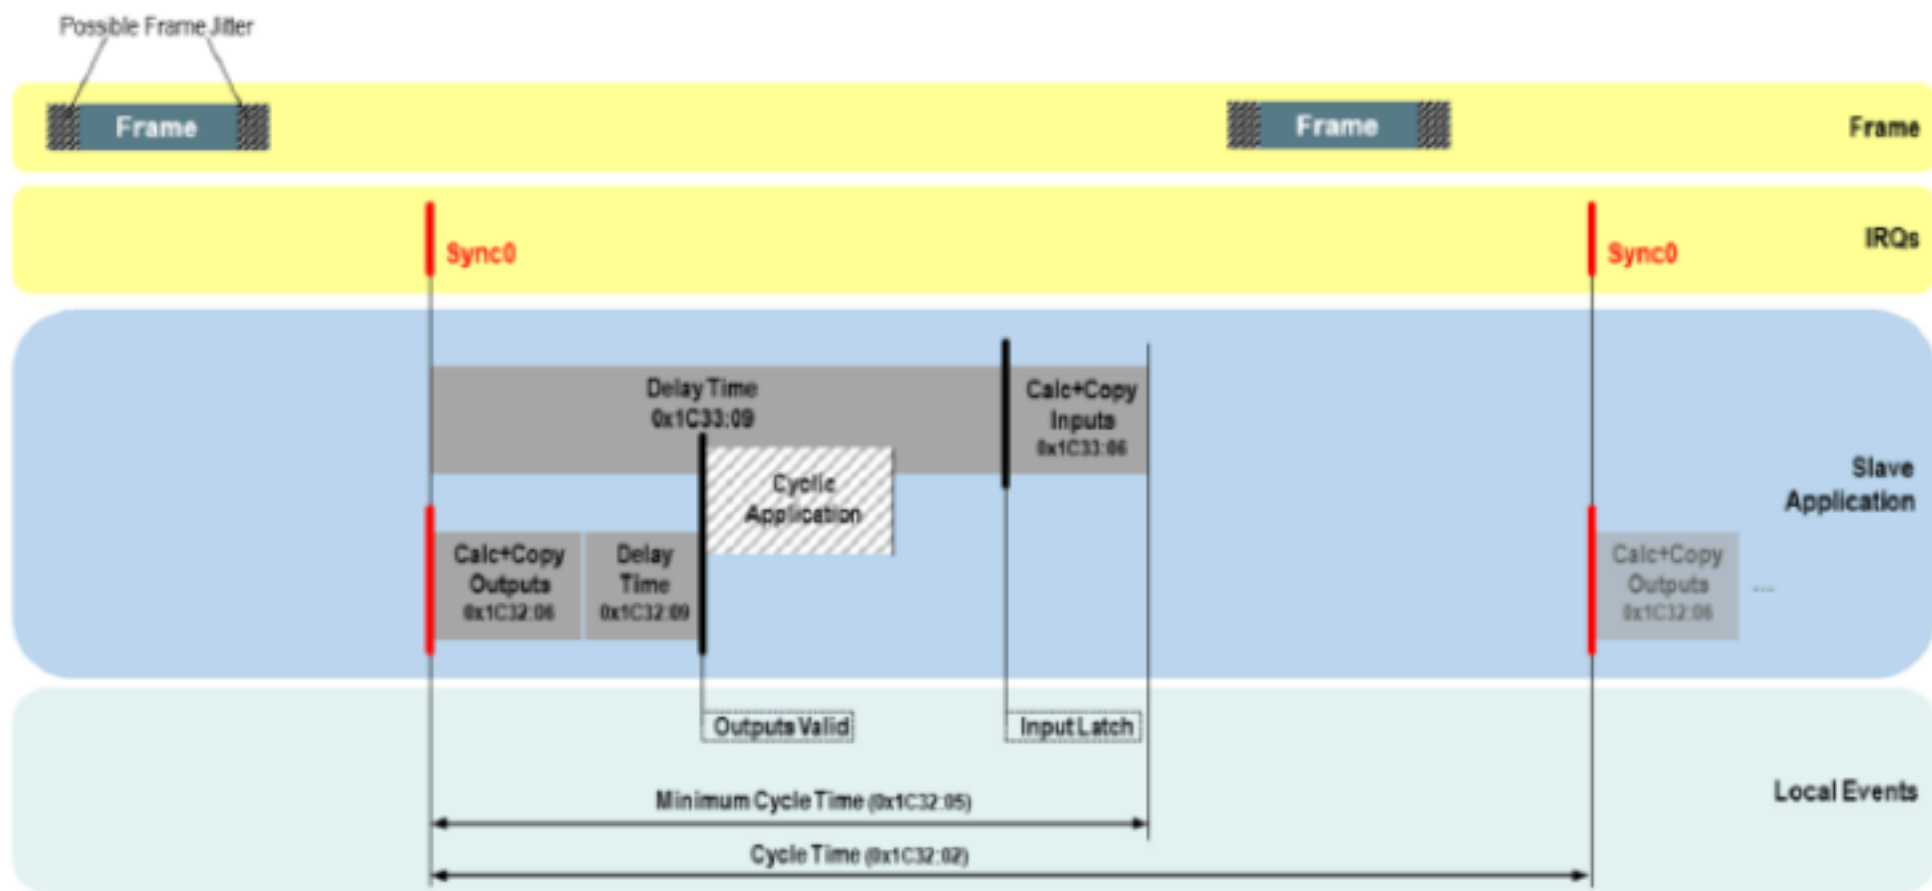 Possible Frame Jitter
Frame
Frame
Frame
Sync0
Sync0
IRQs
Delay Time
0x1C33:09
Calc+Copy
Inputs
0x1C33:06
Cyclic
Application
Slave
Application
Calc+Copy
Outputs
0x1C32:06
Delay
Time
0x1C32:09
Calc+Copy
Outputs
0x1C32:06
...
Outputs Valid
Input Latch
Minimum Cycle Time (0x1C32:05)
Local Events
Cycle Time (0x1C32:02)